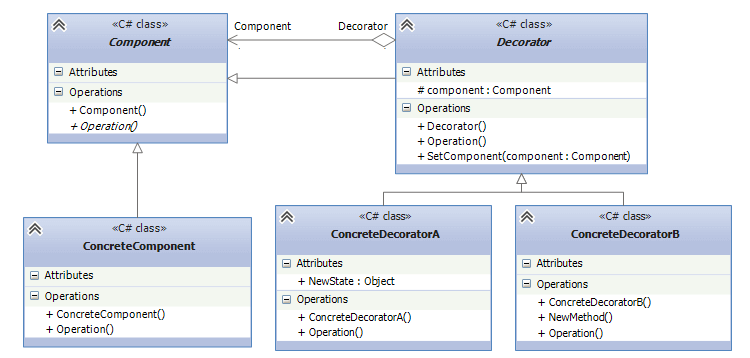 «C# class»
Component
Attributes
Operations
+ Component()
+ Operation()
Component
Decorator
«C# class»
Decorator
Attributes
# component : Component
Operations
+ Decorator()
+ Operation()
+ SetComponent(component : Component)
«C# class»
ConcreteComponent
Attributes
Operations
+ ConcreteComponent()
+ Operation()
«C# class»
ConcreteDecoratorA
Attributes
+ NewState : Object
Operations
+ ConcreteDecoratorA()
+ Operation()
«C# class»
ConcreteDecoratorB
Attributes
Operations
+ ConcreteDecoratorB()
+ NewMethod()
+ Operation()